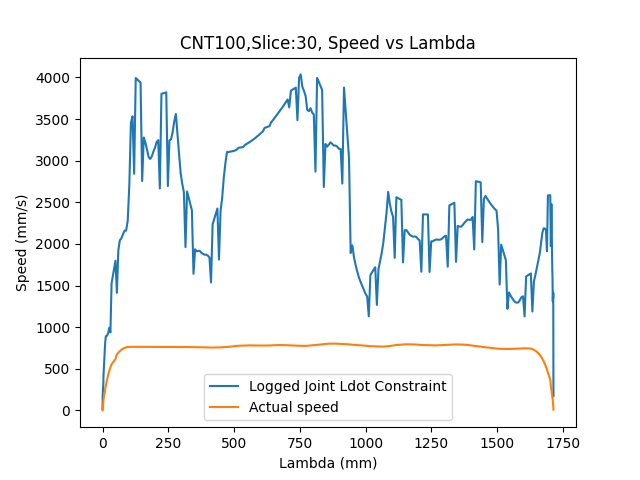 CNT100,Slice:30, Speed vs Lambda
Speed (mm/s)
4000
3500
3000
2500
2000
1500
1000
500
0
Logged Joint Ldot Constraint
Actual speed
0 250 500 750 1000 1250 1500 1750
Lambda (mm)